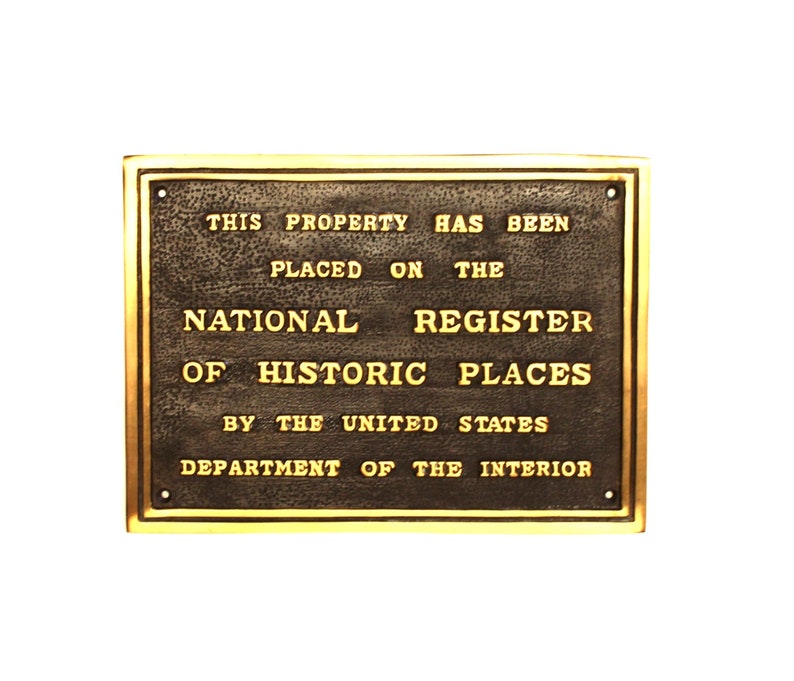 THIS PROPERTY HAS BEEN
PLACED ON THE
NATIONAL REGISTER
OF HISTORIC PLACES
BY THE UNITED STATES
DEPARTMENT OF THE INTERIOR